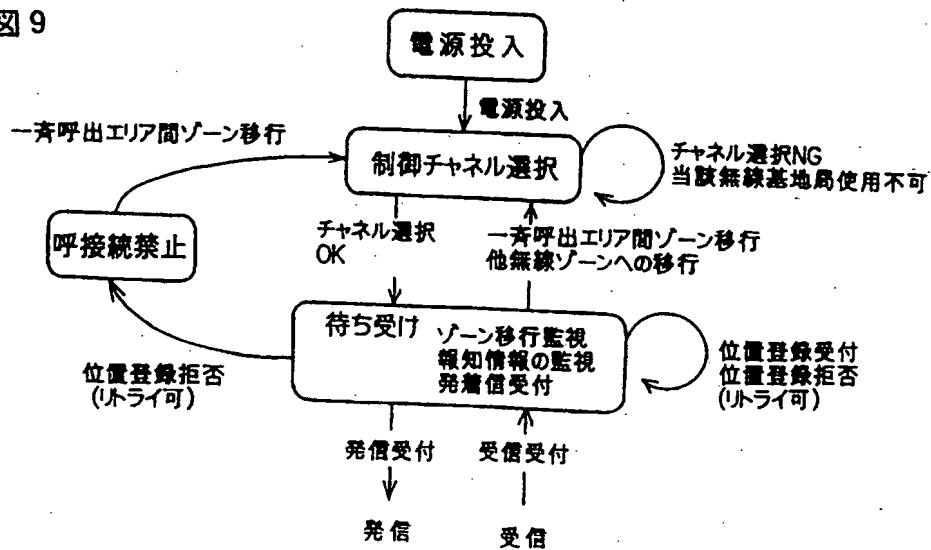 図9
電源投入
電源投入
一斉呼出エリア間ゾーン移行
制御チャネル選択
チャネル選択NG
当該無線基地局使用不可
呼接続禁止
チャネル選択
OK
一斉呼出エリア間ゾーン移行
他無線ゾーンへの移行
待ち受け
ゾーン移行監視
報知情報の監視
発着信受付
位置登録拒否
(リトライ可)
位置登録受付
位置登録拒否
(リトライ可)
発信受付
受信受付
発信
受信